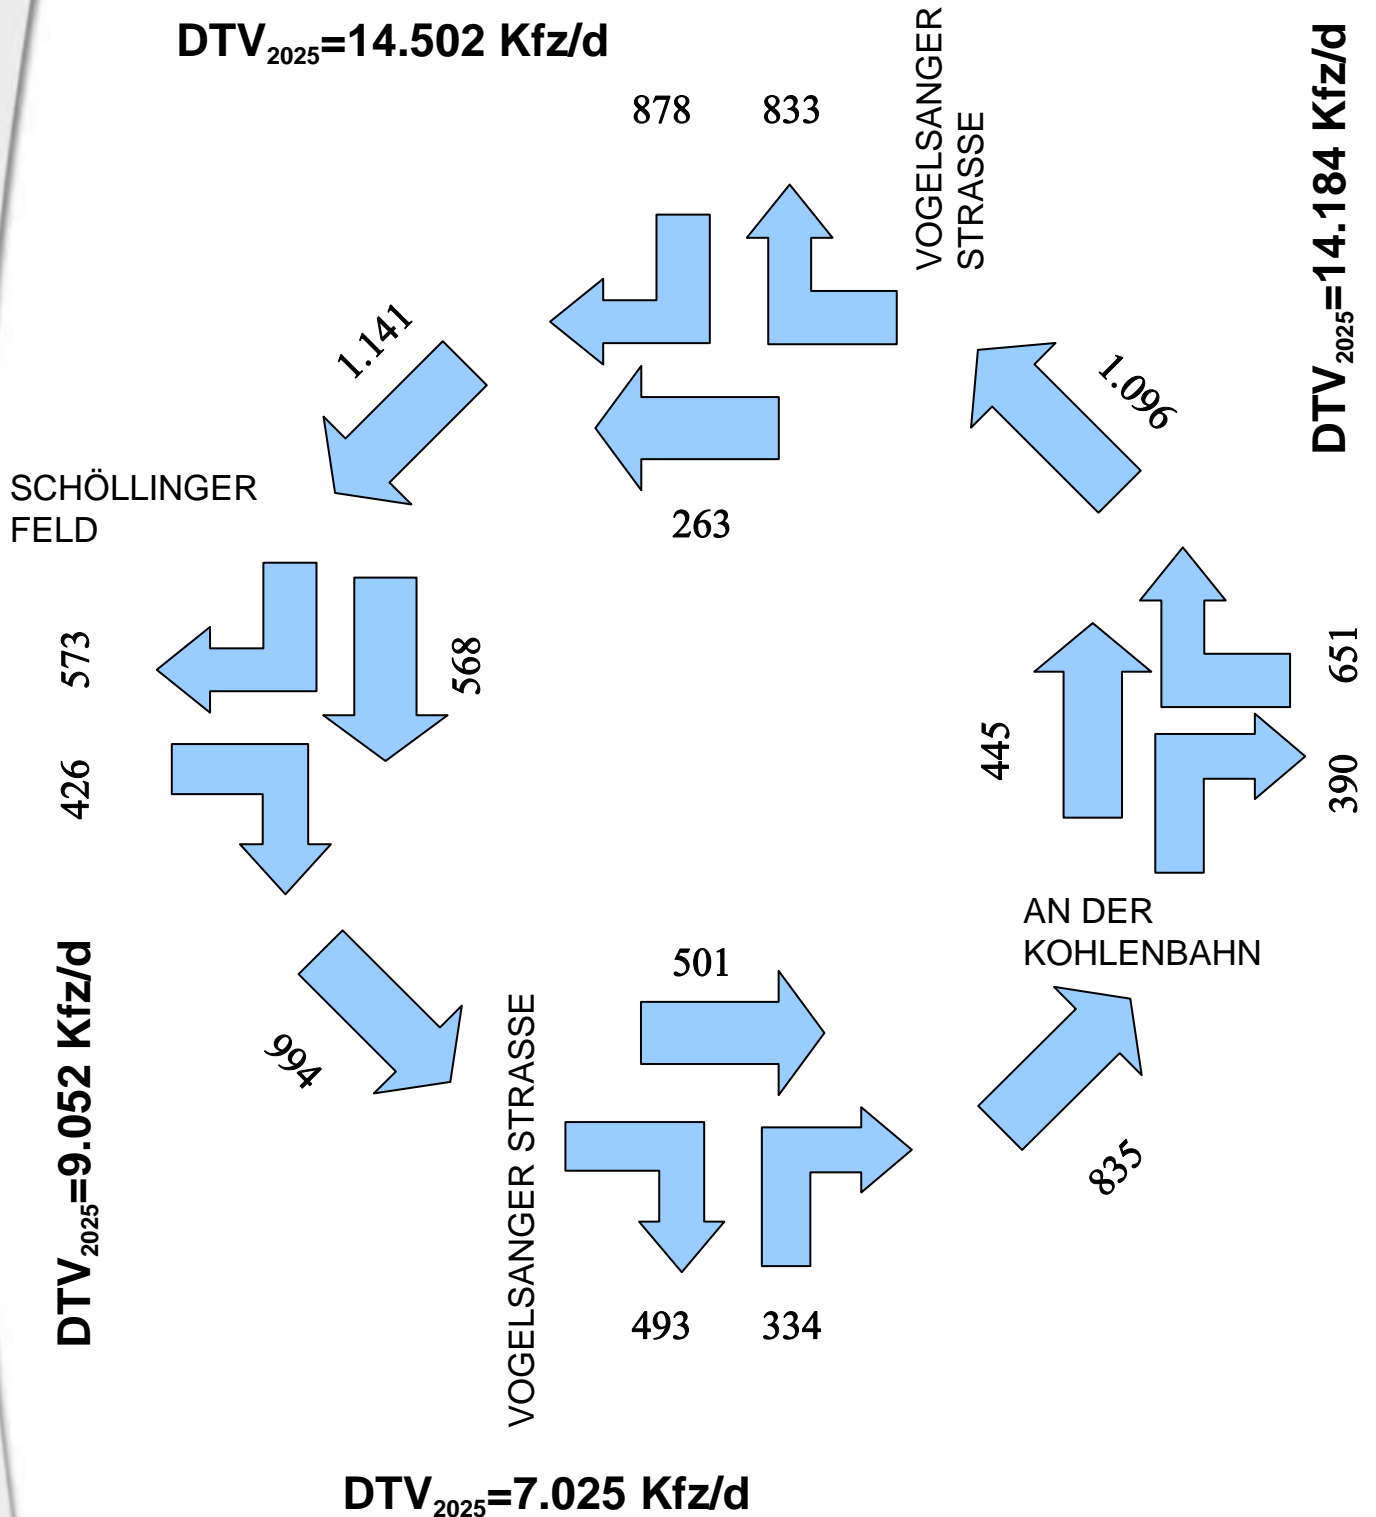 DTV2025=14.502 Kfz/d
878
833
VOGELSANGER
STRASSE
DTV2025=14.184 Kfz/d
1.141
1.096
263
SCHÖLLINGER
FELD
573
568
426
445
651
390
AN DER
KOHLENBAHN
DTV2025=9.052 Kfz/d
994
VOGELSANGER STRASSE
501
835
493
334
DTV2025=7.025 Kfz/d